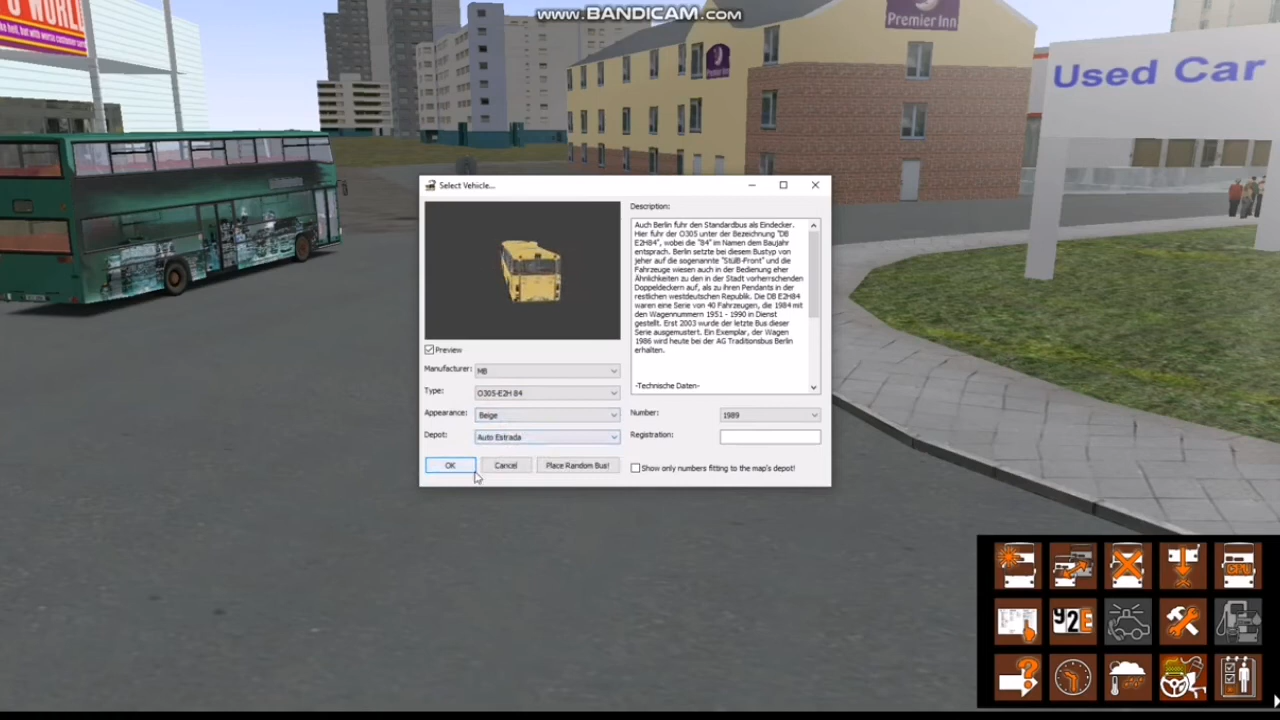 www.BANDICAM.com
Premier Inn
Premier Inn
Used Car
Select Vehicle...
Description:
Auch Berlin fuhr den Standardbus als Eindecker.
Hier fuhr der O305 unter der Bezeichnung "DB
E2H84", wobei die "84" im Namen dem Baujahr
entsprach. Berlin setzte bei diesem Bustyp von
jeher auf die sogenannte "StülB-Front" und die
Fahrzeuge wiesen auch in der Bedienung eher
Ähnlichkeiten zu den in der Stadt vorherrschenden
Doppeldeckern auf, als zu ihren Pendants in der
restlichen westdeutschen Republik. Die DB E2H84
waren eine Serie von 40 Fahrzeugen, die 1984 mit
den Wagennummern 1951 - 1990 in Dienst
gestellt. Erst 2003 wurde der letzte Bus dieser
Serie ausgemustert. Ein Exemplar, der Wagen
1986 wird heute bei der AG Traditionsbus Berlin
erhalten.
-Technische Daten-
Preview
Manufacturer: MB
Type: O305-E2H 84
Appearance: Beige
Number: 1989
Depot: Auto Estrada
Registration:
OK Cancel Place Random Bus!
Show only numbers fitting to the map's depot!
CPU
92E